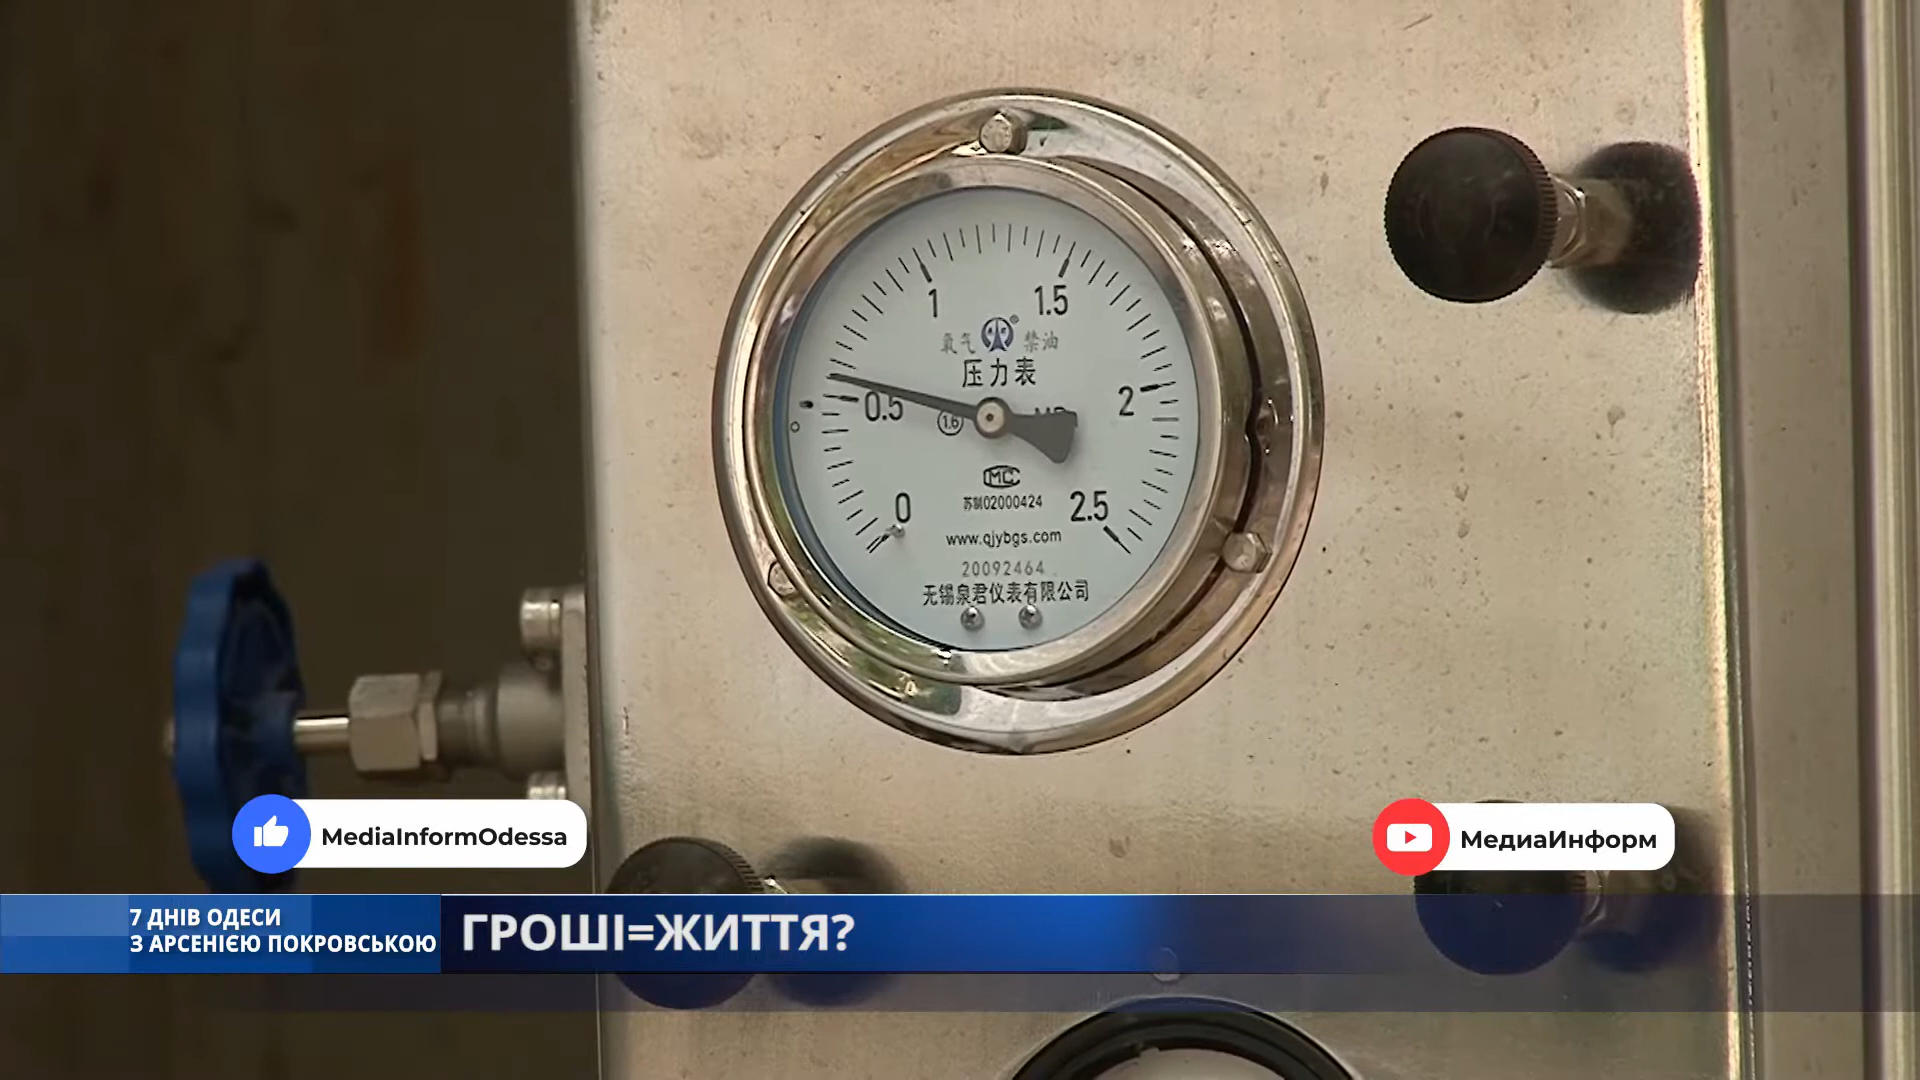 1
1.5
氧气
禁油
压力表
0.5
2
1.6
MC
苏制02000424
0
2.5
www.qjybgs.com
20092464
无锡泉君仪表有限公司
MediaInformOdessa
МедиаИнформ
7 ДНІВ ОДЕСИ
З АРСЕНІЄЮ ПОКРОВСЬКОЮ
ГРОШІ=ЖИТТЯ?